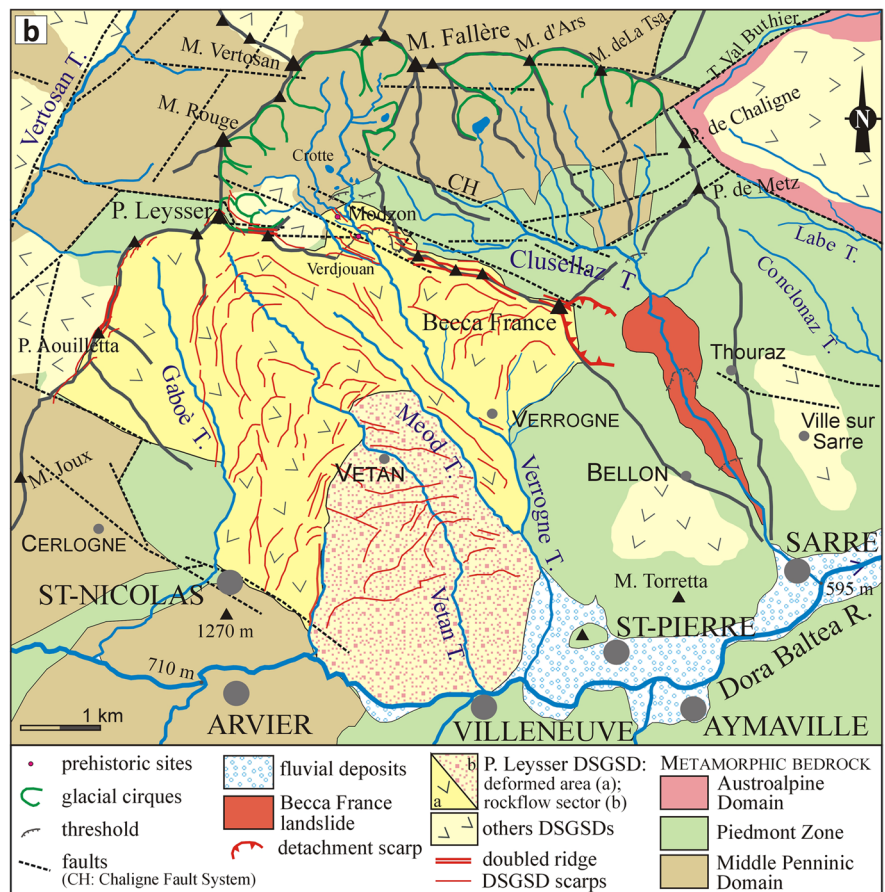 b
M. Vertosan
M. Fallère
M. d'Ars
M. deLa Tsa
T. Val Buthier
Vertosan T.
M. Rouge
P. de Chaligne
N
Crotte
CH
P. de Metz
P. Leysser
Modzon
Labe T.
Verdjouan
Clusellaz T.
Conclonaz T.
Becca France
P. Aouilletta
Thouraz
Gaboè T.
Meod T.
VERROGNE
Ville sur
Sarre
M. Joux
VETAN
BELLON
Verrogne T.
CERLOGNE
SARRE
ST-NICOLAS
M. Torretta
595 m
Vetan T.
1270 m
ST-PIERRE
710 m
Dora Baltea R.
1 km
ARVIER
VILLENEUVE
AYMAVILLE
prehistoric sites
glacial cirques
threshold
faults
(CH: Chaligne Fault System)
fluvial deposits
Becca France
landslide
detachment scarp
b
a
P. Leysser DSGSD:
deformed area (a);
rockflow sector (b)
others DSGSDs
doubled ridge
DSGSD scarps
METAMORPHIC BEDROCK
Austroalpine
Domain
Piedmont Zone
Middle Penninic
Domain